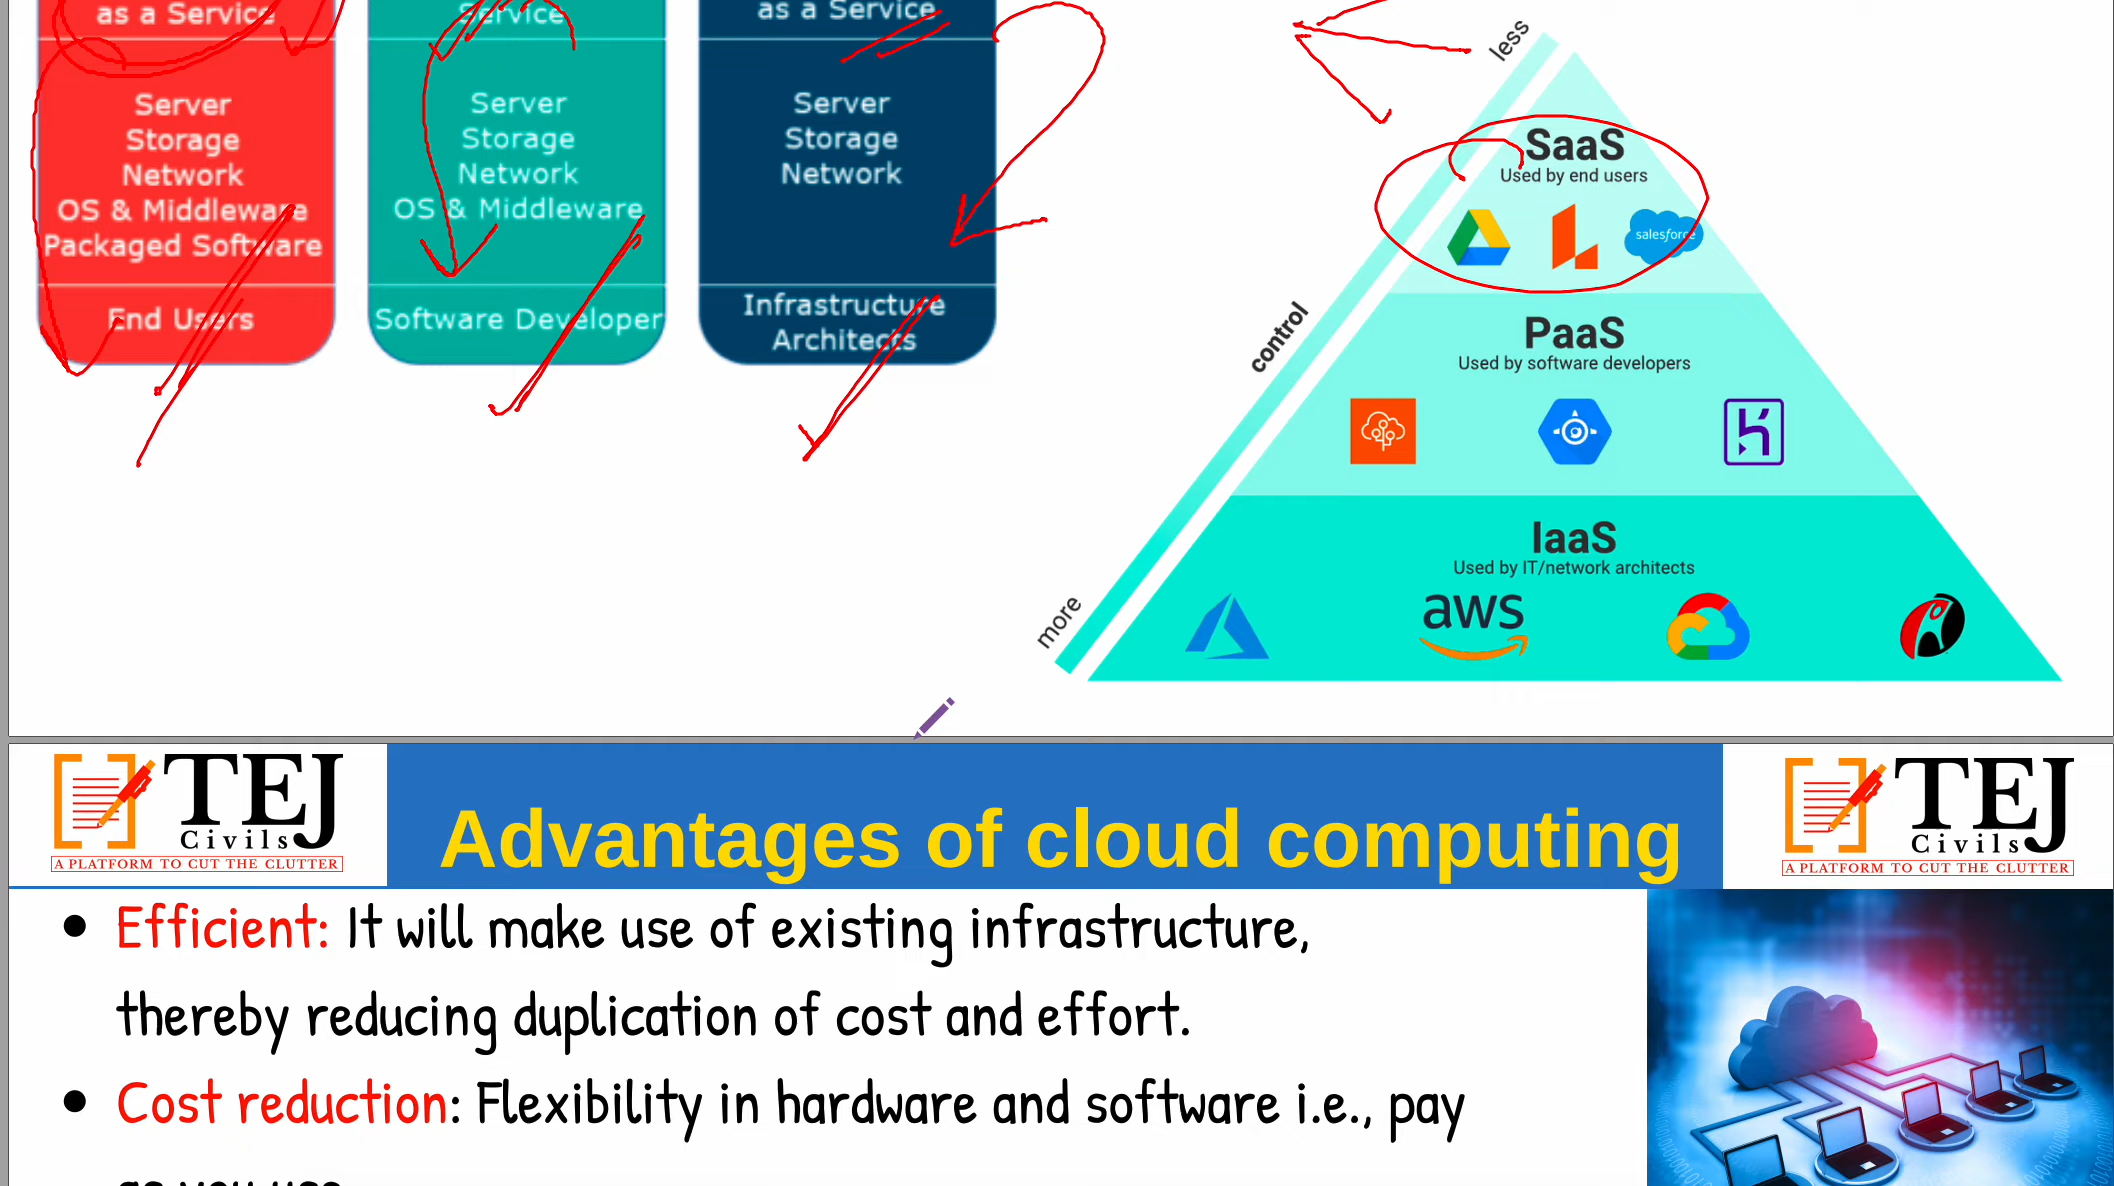 as a Service
Server
Storage
Network
OS & Middleware
Packaged Software
End Users
Service
Server
Storage
Network
OS & Middleware
Software Developer
as a Service
Server
Storage
Network
Infrastructure
Architects
less
control
more
SaaS
Used by end users
salesforce
PaaS
Used by software developers
IaaS
Used by IT/network architects
aws
TEJ
Civils
A PLATFORM TO CUT THE CLUTTER
Advantages of cloud computing
TEJ
Civils
A PLATFORM TO CUT THE CLUTTER
• Efficient: It will make use of existing infrastructure,
thereby reducing duplication of cost and effort.
• Cost reduction: Flexibility in hardware and software i.e., pay